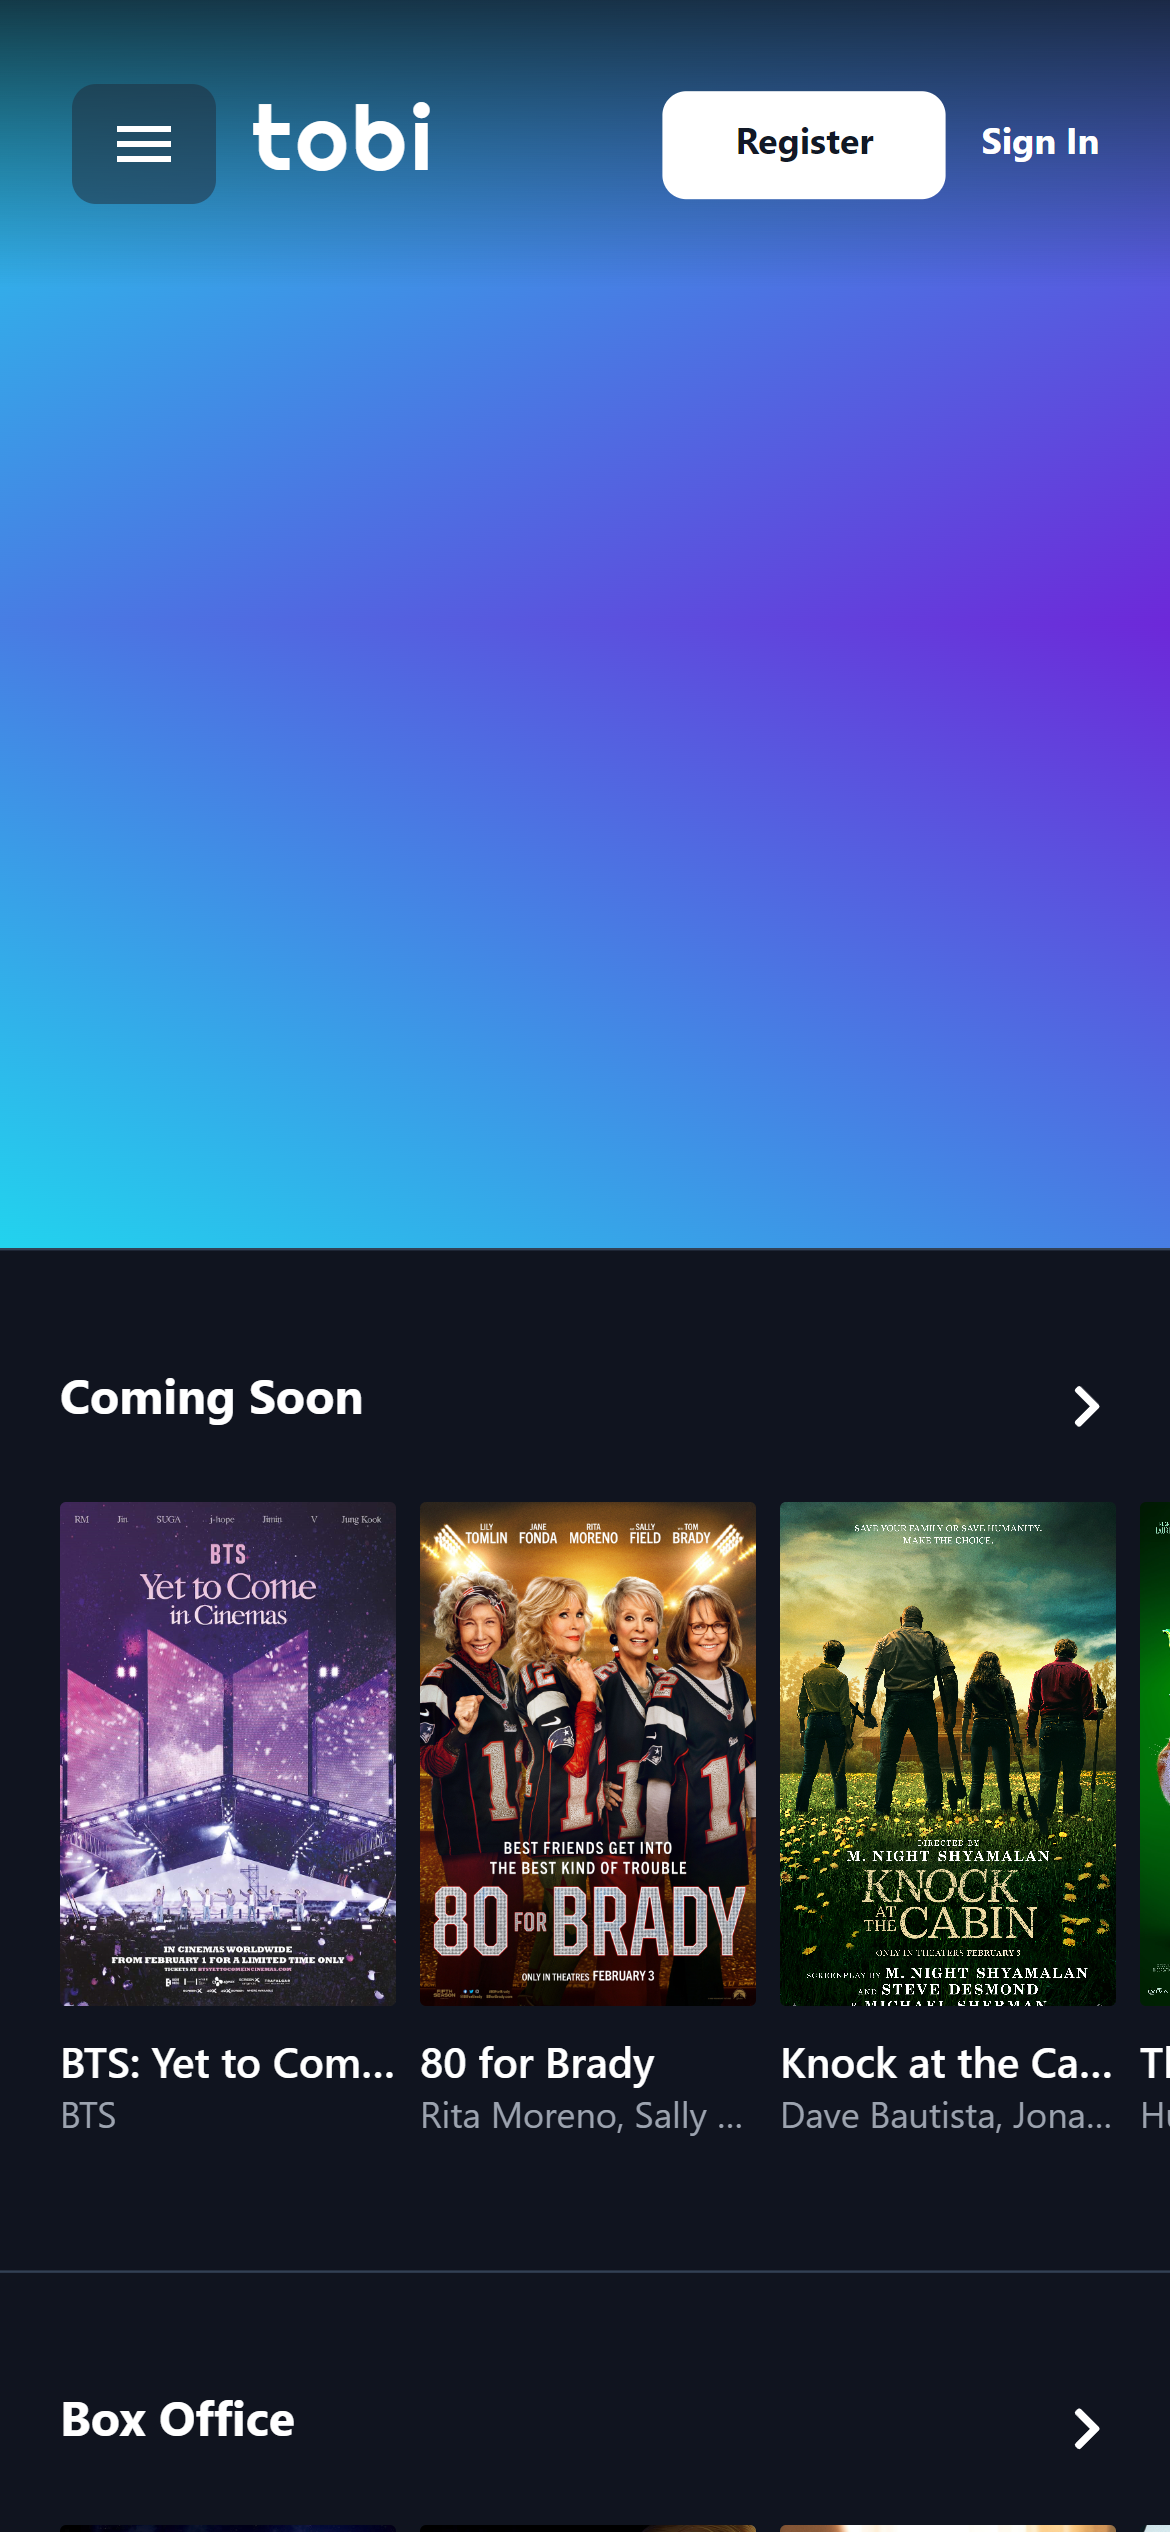 tobi
Register
Sign In
Coming Soon
RM Jin SUGA j-hope Jimin V Jung Kook
BTS
Yet to Come
in Cinemas
IN CINEMAS WORLDWIDE
FROM FEBRUARY 1 FOR A LIMITED TIME ONLY
TICKETS AT BTSYETTOCOMEINCINEMAS.COM
LILY TOMLIN JANE FONDA RITA MORENO SALLY FIELD TOM BRADY
BEST FRIENDS GET INTO
THE BEST KIND OF TROUBLE
80 FOR BRADY
ONLY IN THEATRES FEBRUARY 3
SAVE YOUR FAMILY OR SAVE HUMANITY.
MAKE THE CHOICE.
DIRECTED BY
M. NIGHT SHYAMALAN
KNOCK
AT THE CABIN
ONLY IN THEATERS FEBRUARY 3
SCREENPLAY BY M. NIGHT SHYAMALAN
AND STEVE DESMOND
& MICHAEL SHERMAN
BTS: Yet to Com...
BTS
80 for Brady
Rita Moreno, Sally ...
Knock at the Ca...
Dave Bautista, Jona...
Box Office